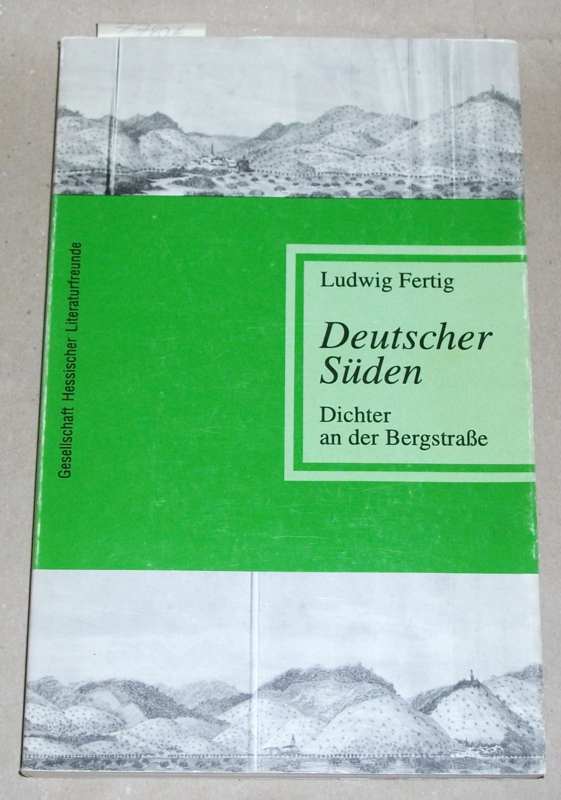 Ludwig Fertig
Deutscher
Süden
Dichter
an der Bergstraße
Gesellschaft Hessischer Literaturfreunde